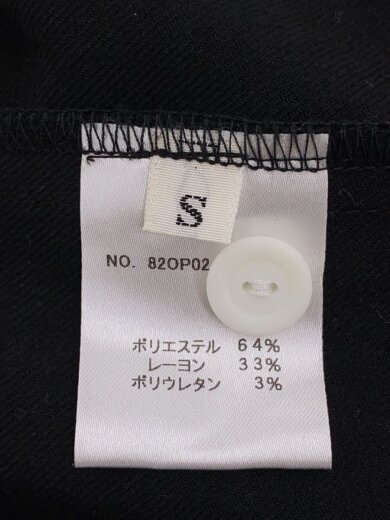 S
NO. 82OP02
ポリエステル 64%
レーヨン 33%
ポリウレタン 3%